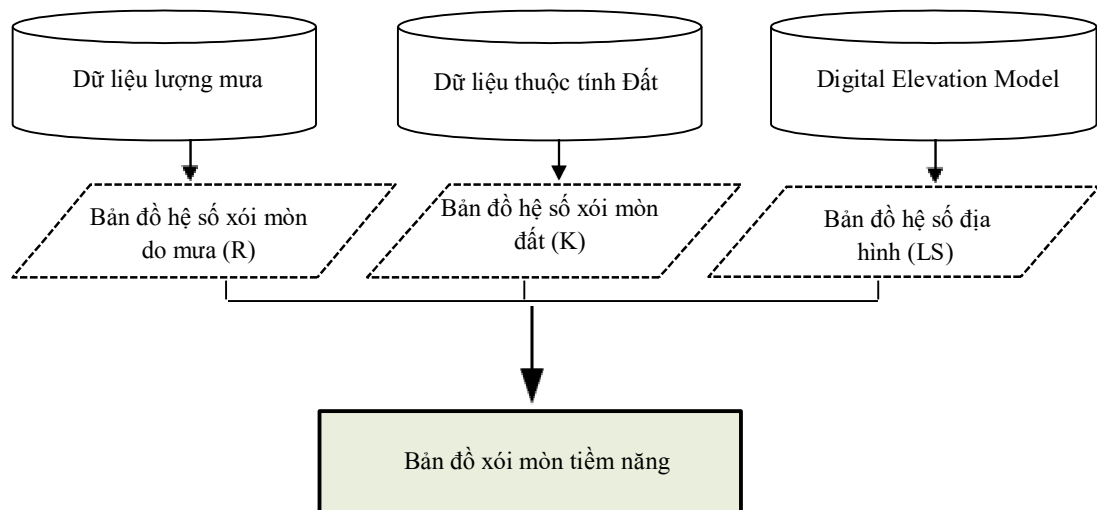 Dữ liệu lượng mưa
Dữ liệu thuộc tính Đất
Digital Elevation Model
Bản đồ hệ số xói mòn
do mưa (R)
Bản đồ hệ số xói mòn
đất (K)
Bản đồ hệ số địa
hình (LS)
Bản đồ xói mòn tiềm năng